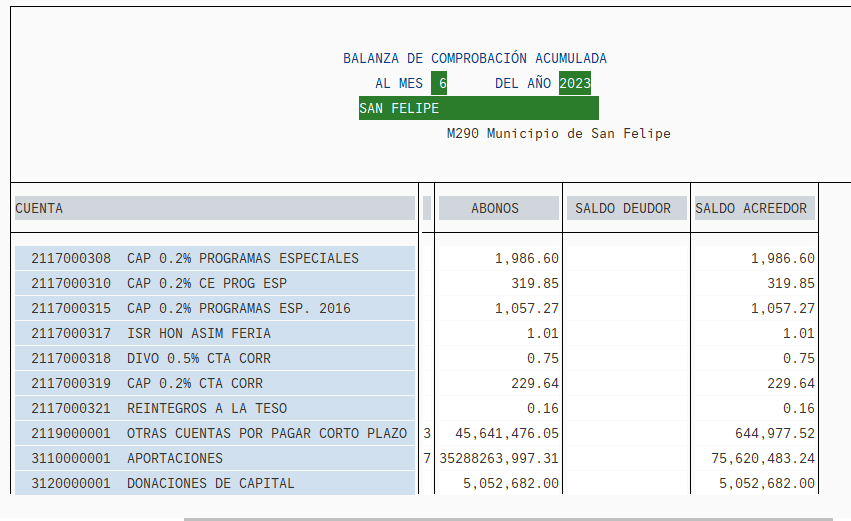 BALANZA DE COMPROBACIÓN ACUMULADA
AL MES 6 DEL AÑO 2023
SAN FELIPE
M290 Municipio de San Felipe
CUENTA ABONOS SALDO DEUDOR SALDO ACREEDOR
2117000308 CAP 0.2% PROGRAMAS ESPECIALES 1,986.60 1,986.60
2117000310 CAP 0.2% CE PROG ESP 319.85 319.85
2117000315 CAP 0.2% PROGRAMAS ESP. 2016 1,057.27 1,057.27
2117000317 ISR HON ASIM FERIA 1.01 1.01
2117000318 DIVO 0.5% CTA CORR 0.75 0.75
2117000319 CAP 0.2% CTA CORR 229.64 229.64
2117000321 REINTEGROS A LA TESO 0.16 0.16
2119000001 OTRAS CUENTAS POR PAGAR CORTO PLAZO 3 45,641,476.05 644,977.52
3110000001 APORTACIONES 7 35288263,997.31 75,620,483.24
3120000001 DONACIONES DE CAPITAL 5,052,682.00 5,052,682.00